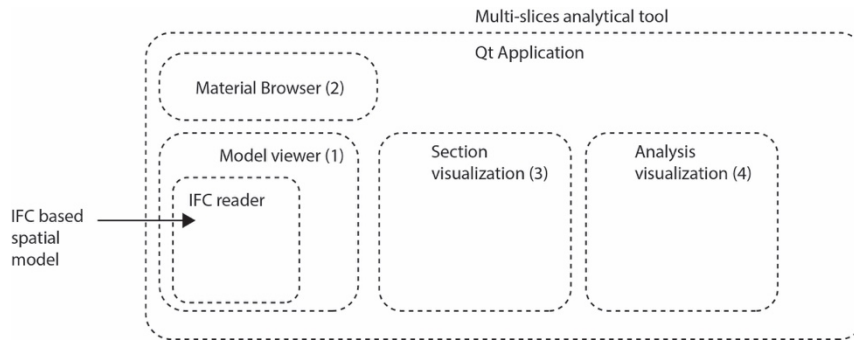 Multi-slices analytical tool
Qt Application
Material Browser (2)
Model viewer (1)
IFC reader
Section
visualization (3)
Analysis
visualization (4)
IFC based
spatial
model